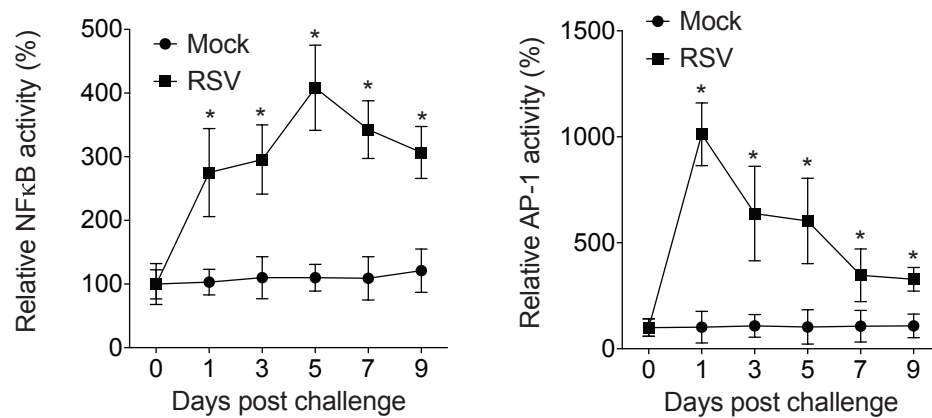 Relative NFκB activity (%)
500
400
300
200
100
0
Mock
RSV
*
*
*
*
*
0 1 3 5 7 9
Days post challenge
Relative AP-1 activity (%)
1500
1000
500
0
Mock
RSV
*
*
*
*
*
0 1 3 5 7 9
Days post challenge